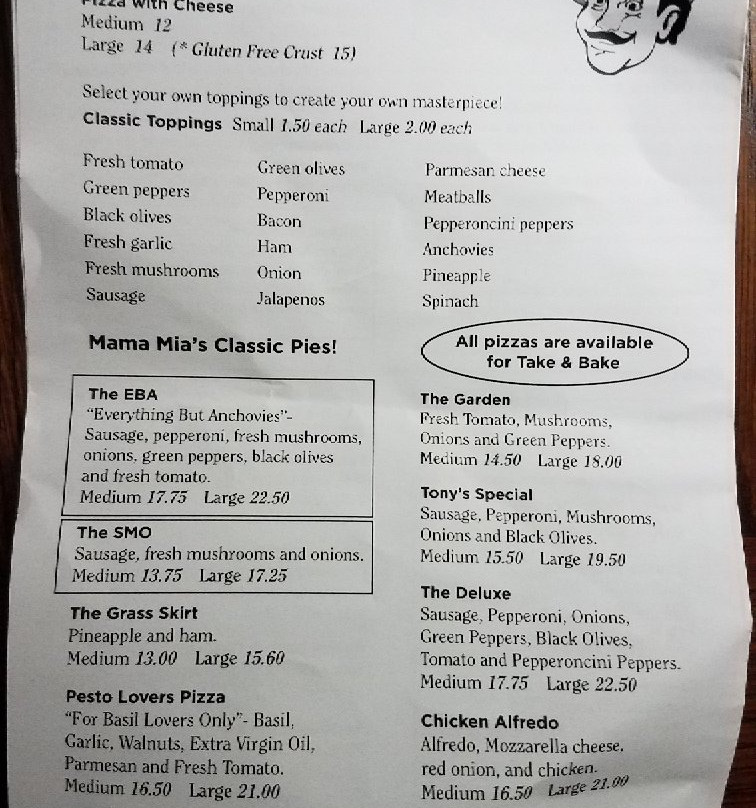 Pizza with Cheese
Medium 12
Large 14 (* Gluten Free Crust 15)
Select your own toppings to create your own masterpiece!
Classic Toppings Small 1.50 each Large 2.00 each
Fresh tomato
Green peppers
Black olives
Fresh garlic
Fresh mushrooms
Sausage
Green olives
Pepperoni
Bacon
Ham
Onion
Jalapenos
Parmesan cheese
Meatballs
Pepperoncini peppers
Anchovies
Pineapple
Spinach
Mama Mia's Classic Pies!
The EBA
"Everything But Anchovies"-
Sausage, pepperoni, fresh mushrooms,
onions, green peppers, black olives
and fresh tomato.
Medium 17.75 Large 22.50
The SMO
Sausage, fresh mushrooms and onions.
Medium 13.75 Large 17.25
The Grass Skirt
Pineapple and ham.
Medium 13.00 Large 15.60
Pesto Lovers Pizza
"For Basil Lovers Only"- Basil,
Garlic, Walnuts, Extra Virgin Oil,
Parmesan and Fresh Tomato.
Medium 16.50 Large 21.00
All pizzas are available
for Take & Bake
The Garden
Fresh Tomato, Mushrooms,
Onions and Green Peppers.
Medium 14.50 Large 18.00
Tony's Special
Sausage, Pepperoni, Mushrooms,
Onions and Black Olives.
Medium 15.50 Large 19.50
The Deluxe
Sausage, Pepperoni, Onions,
Green Peppers, Black Olives,
Tomato and Pepperoncini Peppers.
Medium 17.75 Large 22.50
Chicken Alfredo
Alfredo, Mozzarella cheese,
red onion, and chicken.
Medium 16.50 Large 21.00